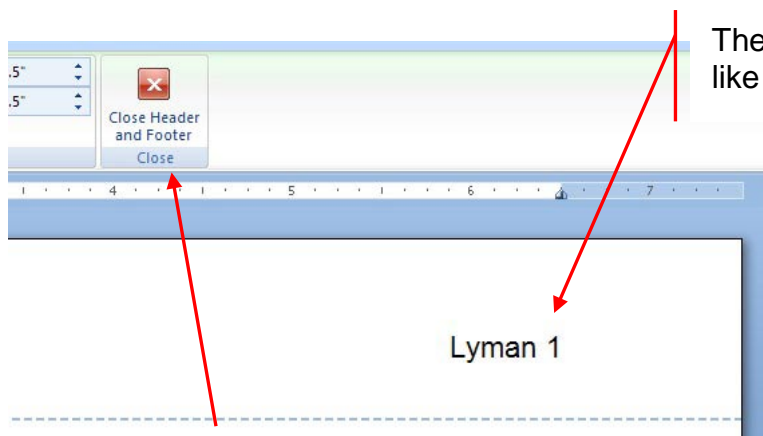 The
like
.5"
.5"
Close Header
and Footer
Close
4 5 6 7
Lyman 1